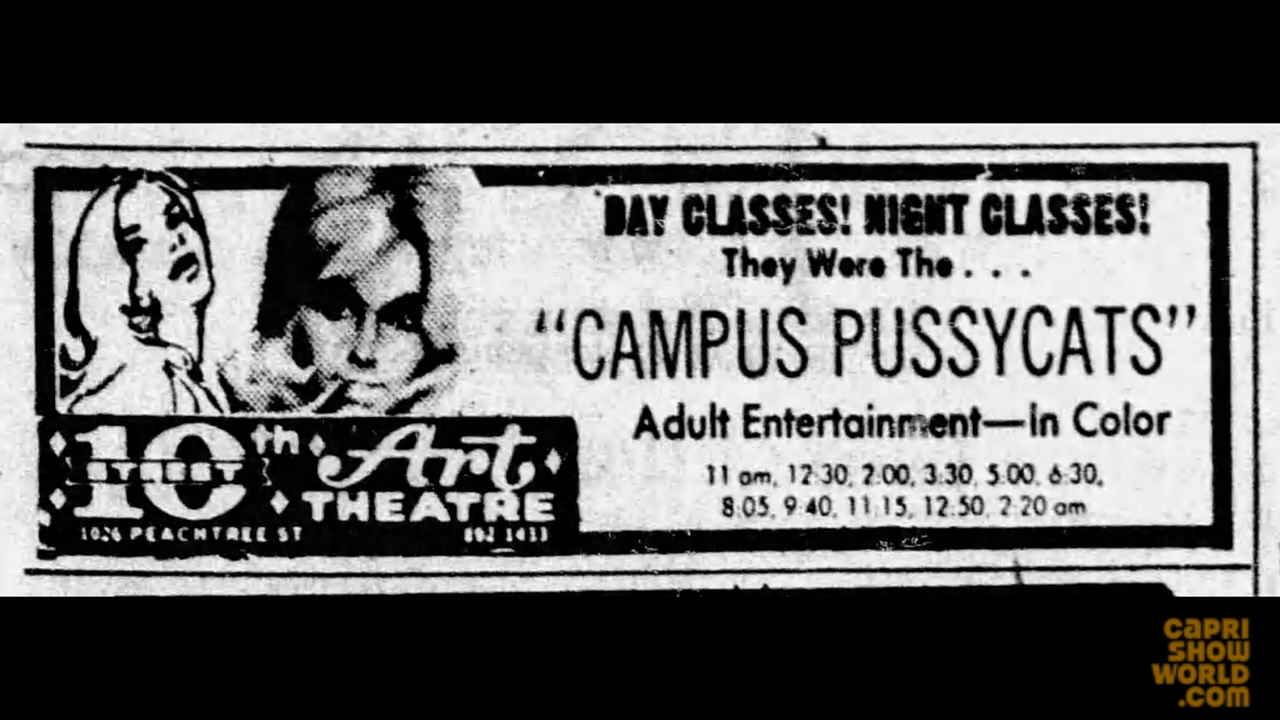 DAY CLASSES! NIGHT CLASSES!
They Were The . . .
“CAMPUS PUSSYCATS”
Adult Entertainment—In Color
11 am, 12:30, 2:00, 3:30, 5:00, 6:30,
8:05, 9:40, 11:15, 12:50, 2:20 am
10th STREET Art
THEATRE
1026 PEACHTREE ST 892 1433
CAPRI
SHOW
WORLD
.COM